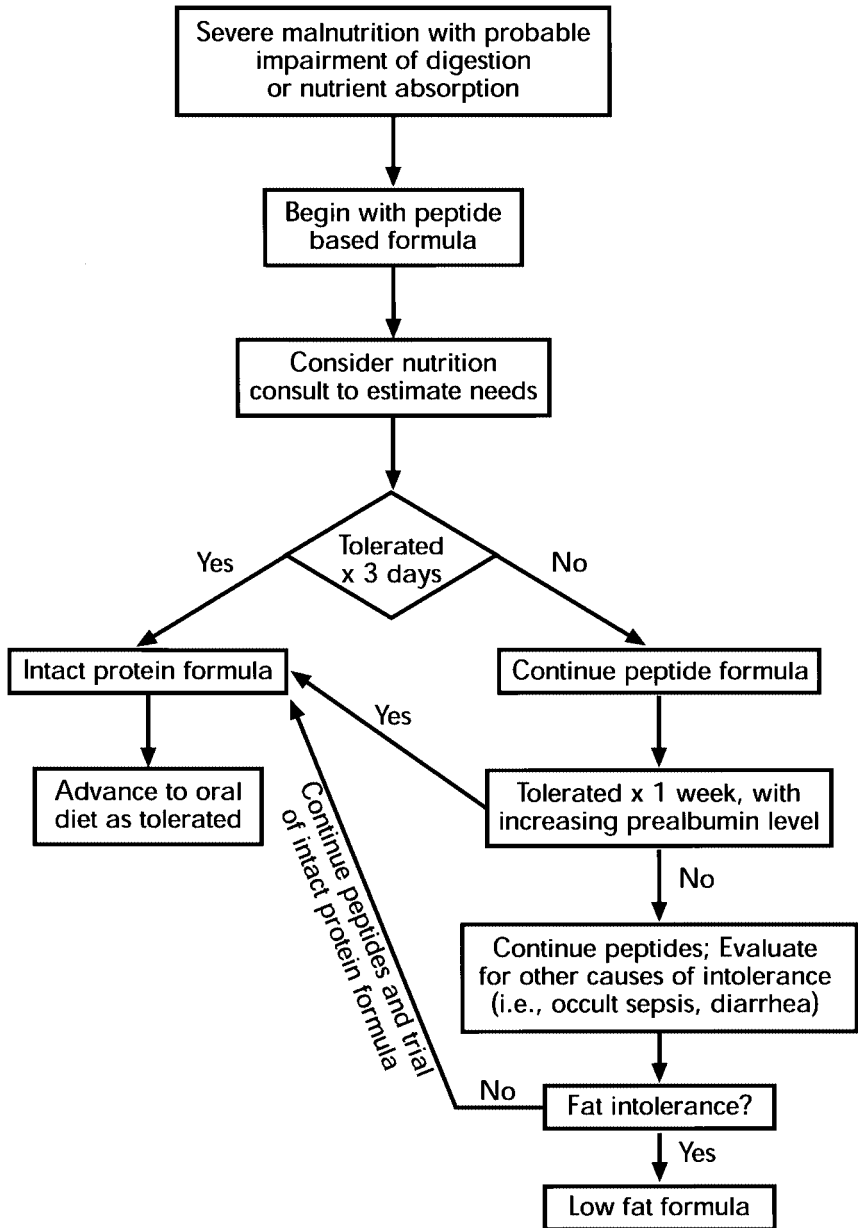 Severe malnutrition with probable
impairment of digestion
or nutrient absorption
Begin with peptide
based formula
Consider nutrition
consult to estimate needs
Tolerated
x 3 days
Yes
No
Intact protein formula
Continue peptide formula
Yes
Advance to oral
diet as tolerated
Tolerated x 1 week, with
increasing prealbumin level
Continue peptides and trial
of intact protein formula
No
Continue peptides; Evaluate
for other causes of intolerance
(i.e., occult sepsis, diarrhea)
No
Fat intolerance?
Yes
Low fat formula